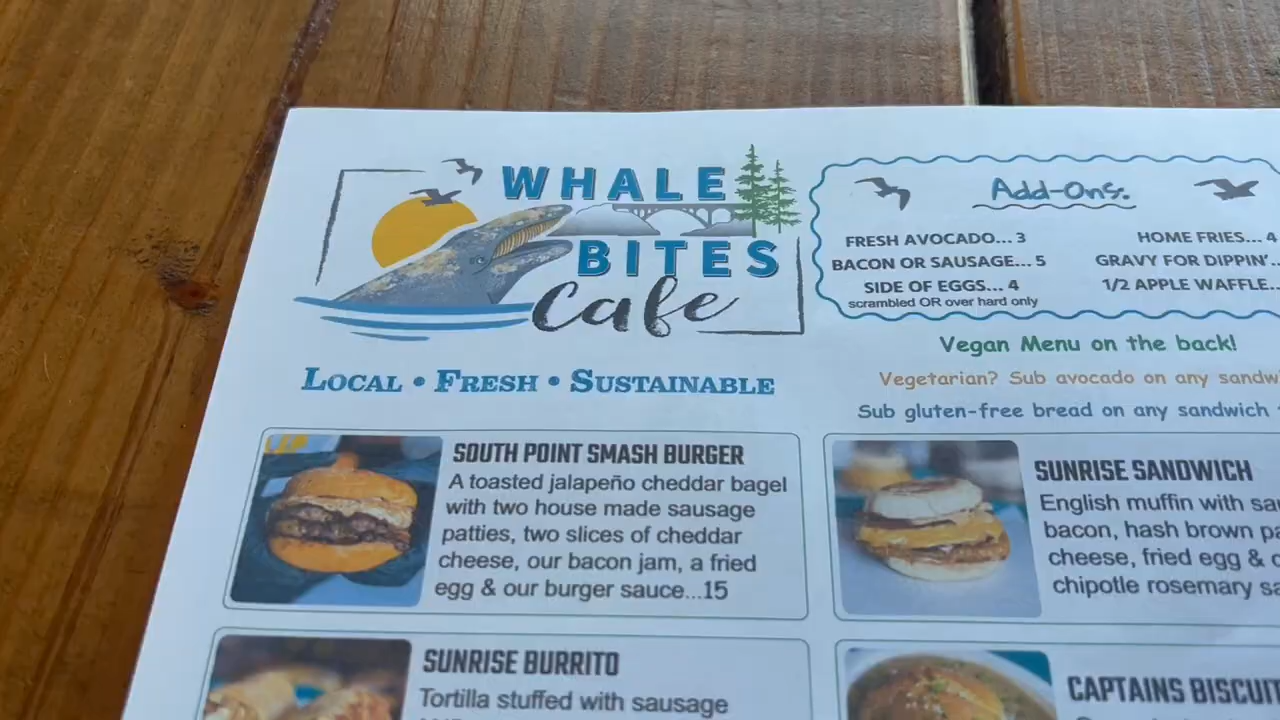 WHALE
BITES
Cafe
LOCAL • FRESH • SUSTAINABLE
Add-Ons.
FRESH AVOCADO... 3
BACON OR SAUSAGE... 5
SIDE OF EGGS... 4
scrambled OR over hard only
HOME FRIES... 4
GRAVY FOR DIPPIN'..
1/2 APPLE WAFFLE..
Vegan Menu on the back!
Vegetarian? Sub avocado on any
Sub gluten-free bread on any sandwich
SOUTH POINT SMASH BURGER
A toasted jalapeño cheddar bagel
with two house made sausage
patties, two slices of cheddar
cheese, our bacon jam, a fried
egg & our burger sauce...15
SUNRISE SANDWICH
English muffin with
bacon, hash brown
cheese, fried egg &
chipotle rosemary
SUNRISE BURRITO
Tortilla stuffed with sausage
CAPTAINS